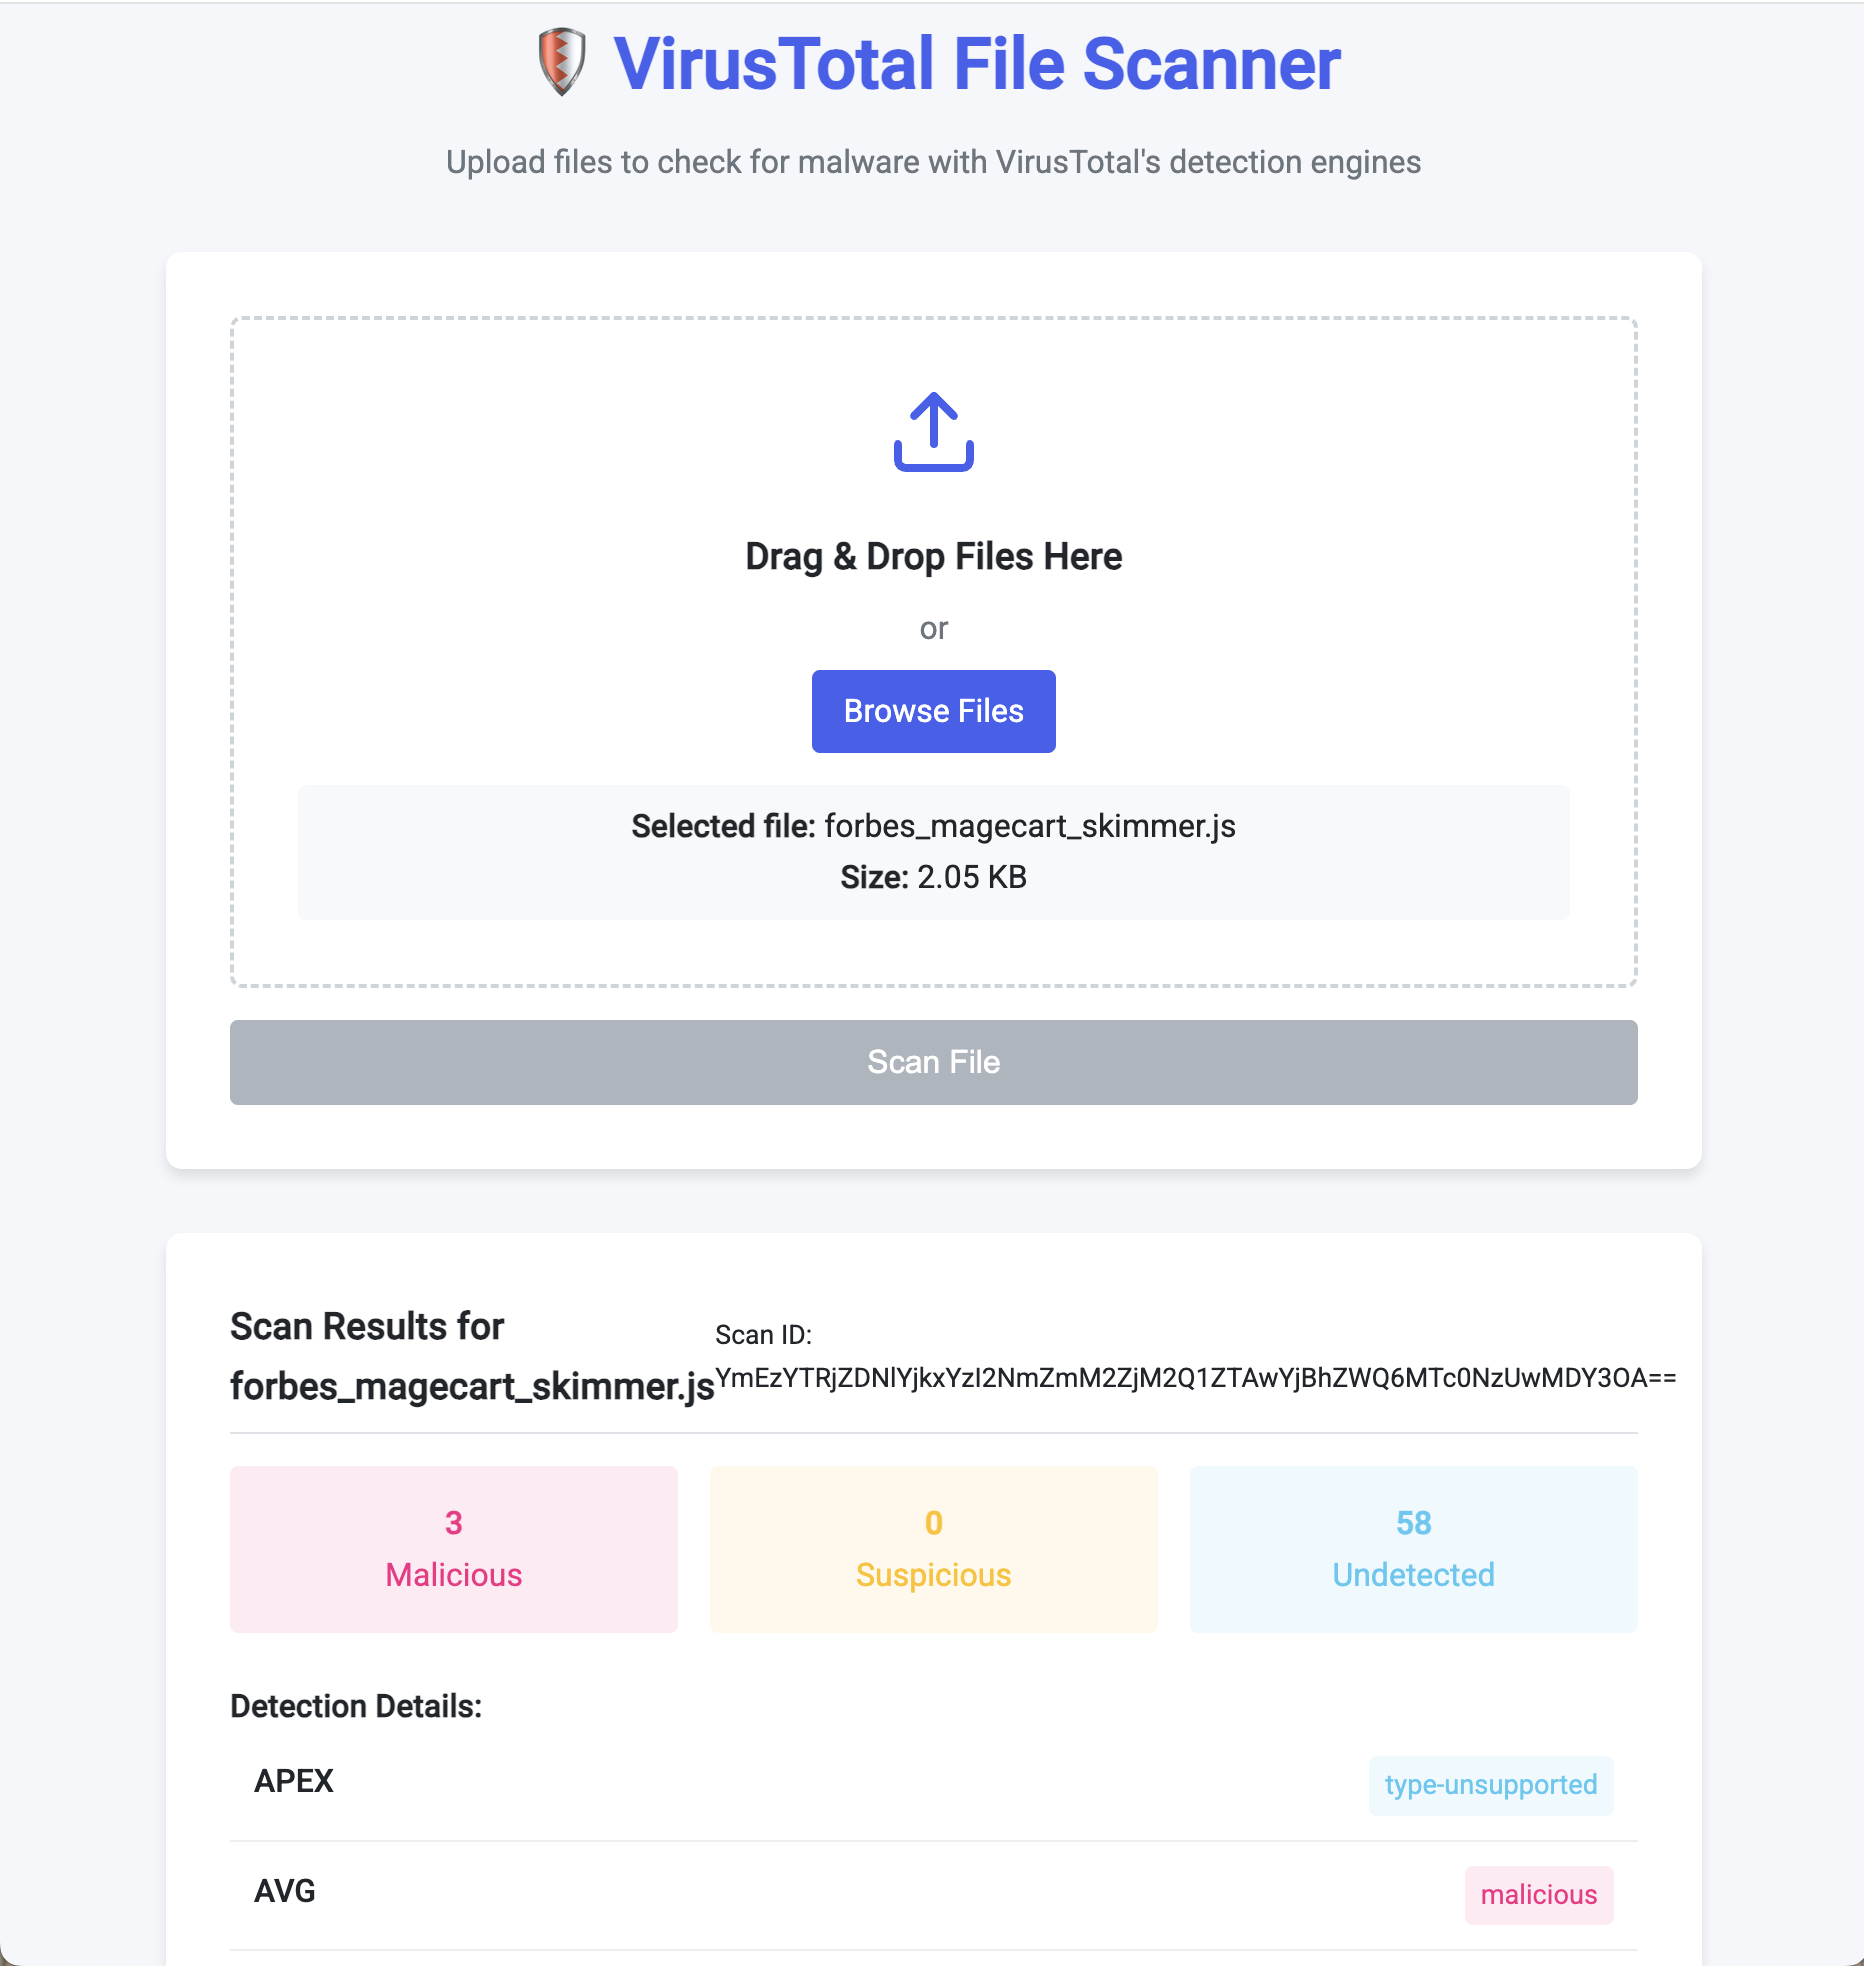 VirusTotal File Scanner
Upload files to check for malware with VirusTotal's detection engines
Drag & Drop Files Here
or
Browse Files
Selected file: forbes_magecart_skimmer.js
Size: 2.05 KB
Scan File
Scan Results for
forbes_magecart_skimmer.js
Scan ID:
YmEzYTRjZDNlYjkxYzI2NmZmM2ZjM2Q1ZTAwYjBhZWQ6MTc0NzUwMDY3OA==
3
Malicious
0
Suspicious
58
Undetected
Detection Details:
APEX
type-unsupported
AVG
malicious